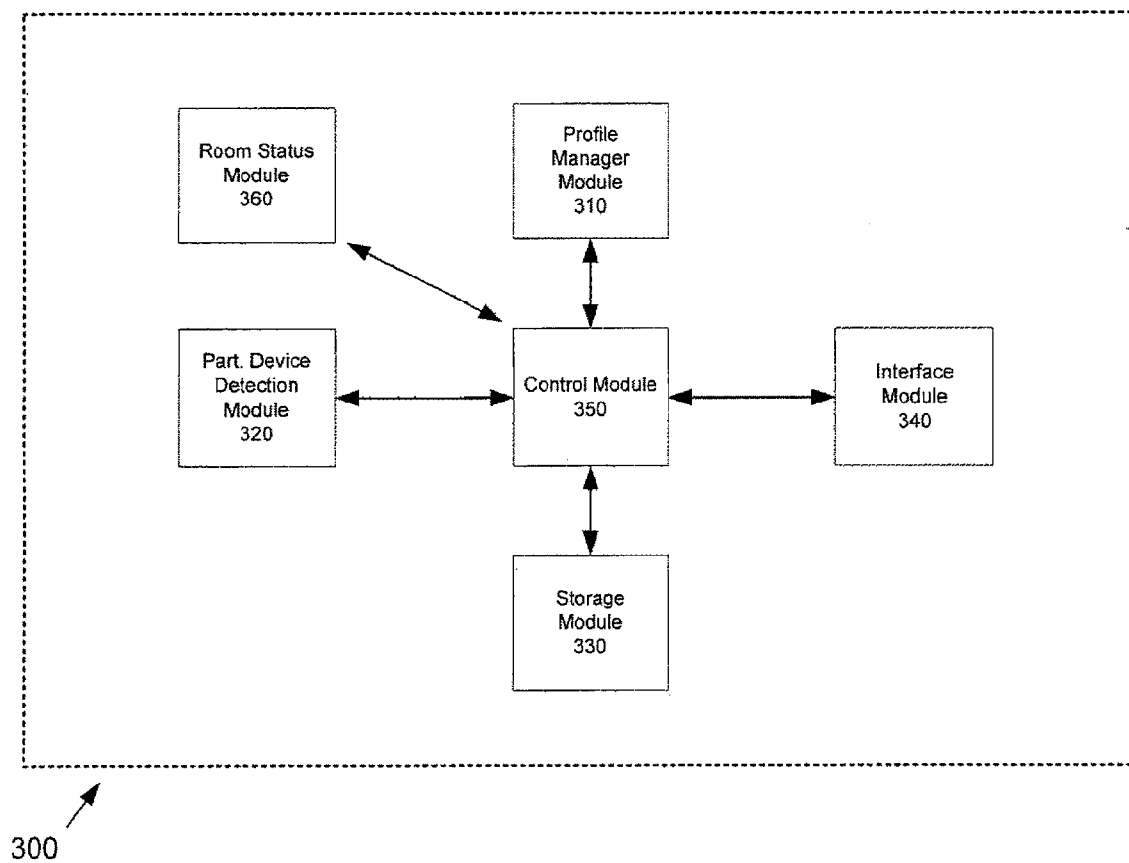 Room Status
Module
360
Profile
Manager
Module
310
Part. Device
Detection
Module
320
Control Module
350
Interface
Module
340
Storage
Module
330
300